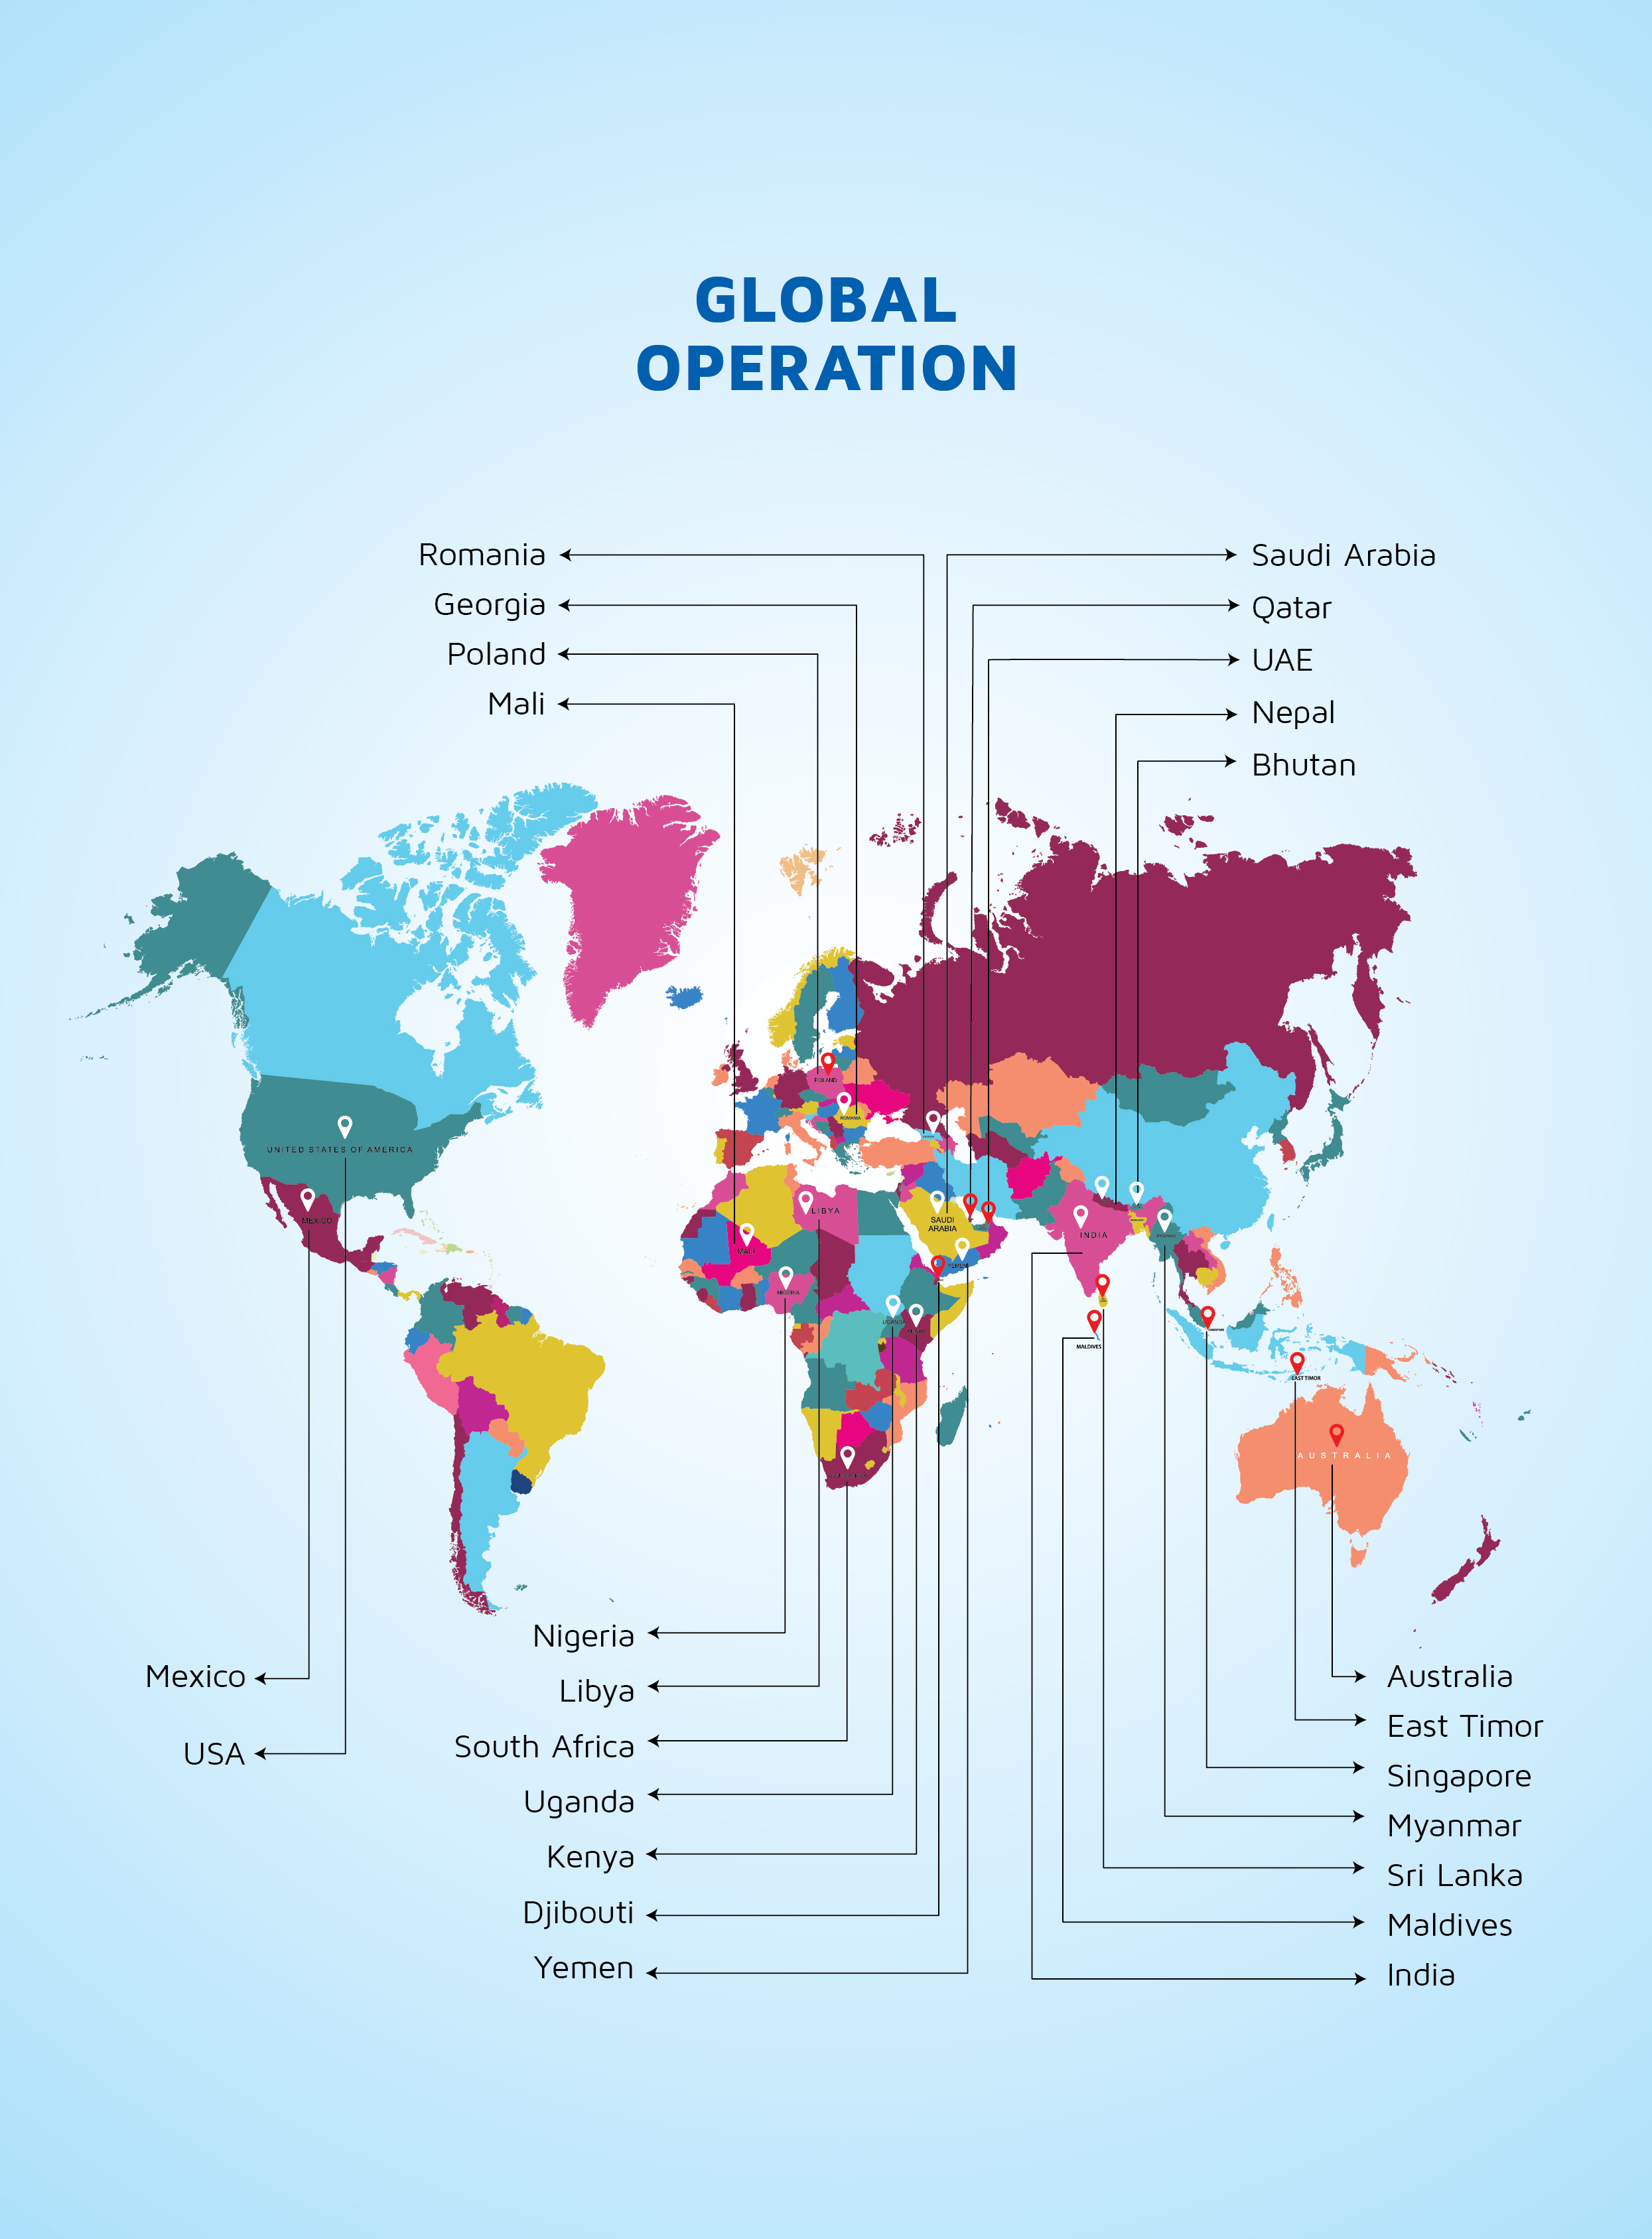 GLOBAL
OPERATION
Romania
Georgia
Poland
Mali
Saudi Arabia
Qatar
UAE
Nepal
Bhutan
POLAND
ROMANIA
UNITED STATES OF AMERICA
MEXICO
LIBYA
SAUDI
ARABIA
INDIA
MALI
YEMEN
NIGERIA
UGANDA
MALDIVES
EAST TIMOR
AUSTRALIA
Mexico
USA
Nigeria
Libya
South Africa
Uganda
Kenya
Djibouti
Yemen
Australia
East Timor
Singapore
Myanmar
Sri Lanka
Maldives
India